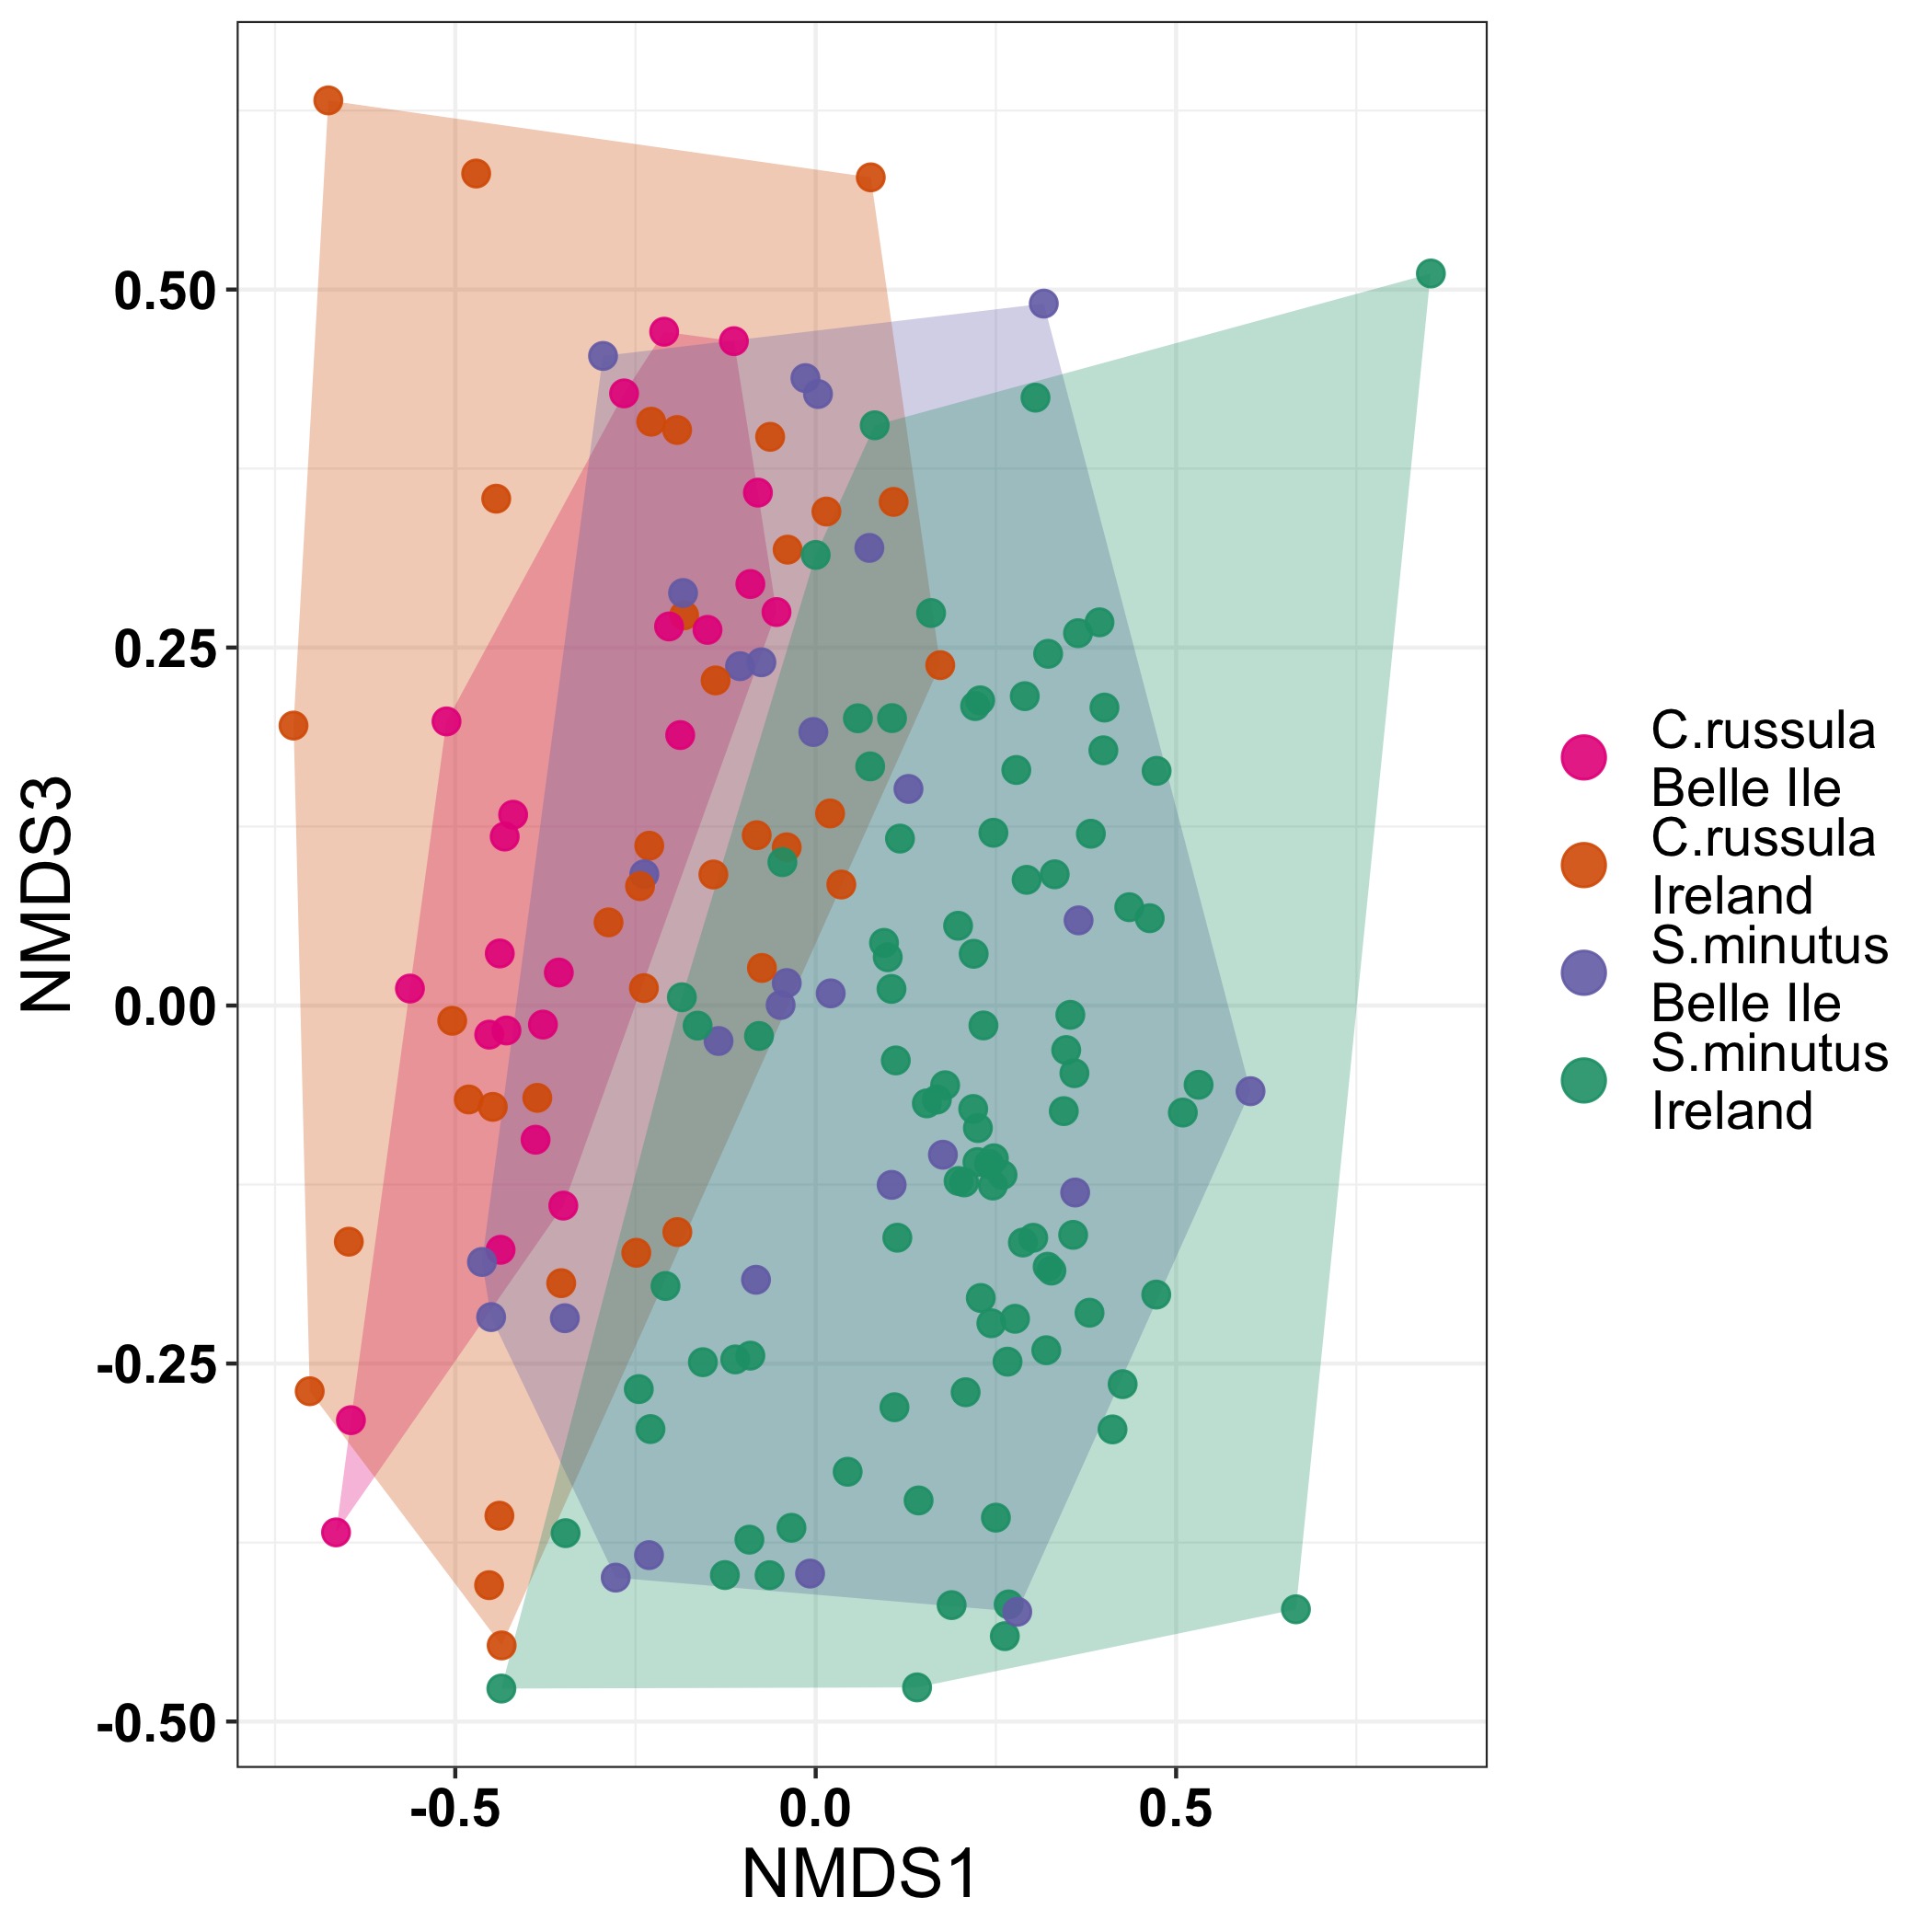 NMDS3
0.50
0.25
0.00
-0.25
-0.50
-0.5
0.0
0.5
NMDS1
C.russula
Belle Ile
C.russula
Ireland
S.minutus
Belle Ile
S.minutus
Ireland